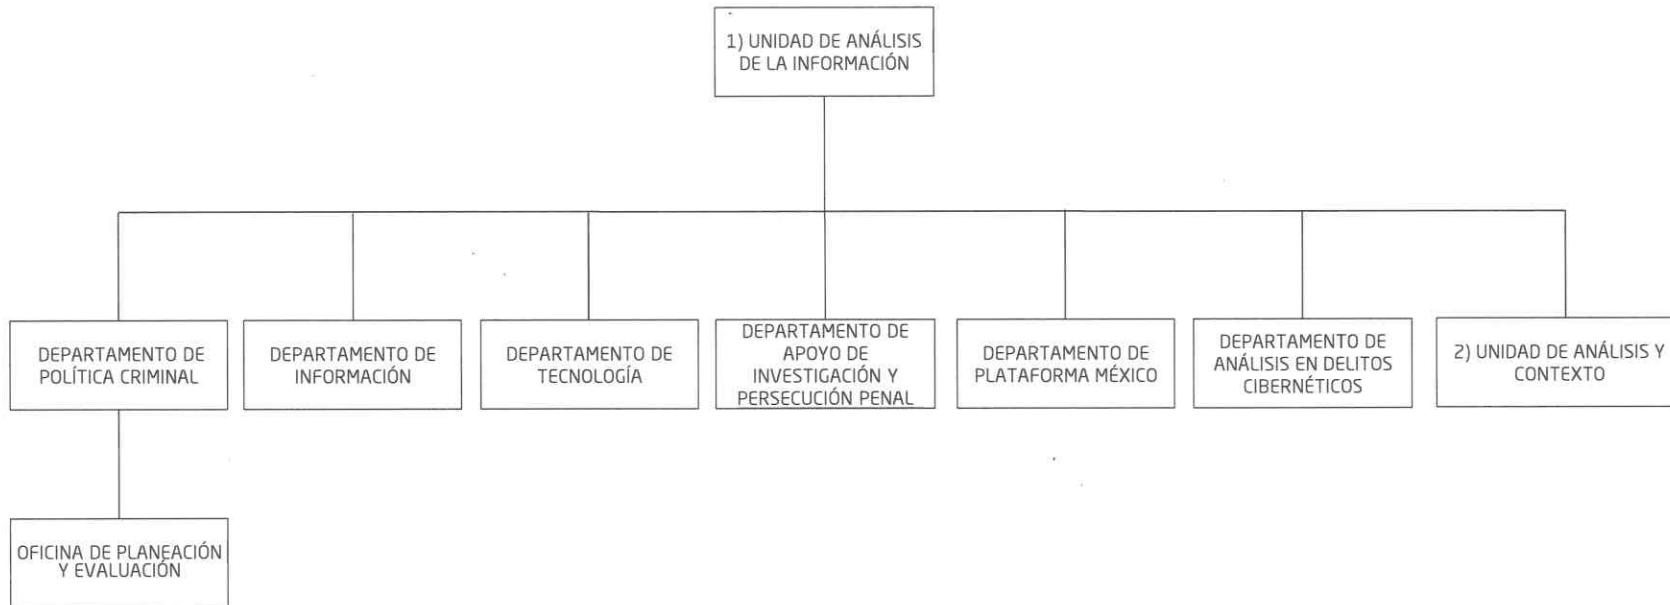 1) UNIDAD DE ANÁLISIS
DE LA INFORMACIÓN
DEPARTAMENTO DE
POLÍTICA CRIMINAL
DEPARTAMENTO DE
INFORMACIÓN
DEPARTAMENTO DE
TECNOLOGÍA
DEPARTAMENTO DE
APOYO DE
INVESTIGACIÓN Y
PERSECUCIÓN PENAL
DEPARTAMENTO DE
PLATAFORMA MÉXICO
DEPARTAMENTO DE
ANÁLISIS EN DELITOS
CIBERNÉTICOS
2) UNIDAD DE ANÁLISIS Y
CONTEXTO
OFICINA DE PLANEACIÓN
Y EVALUACIÓN